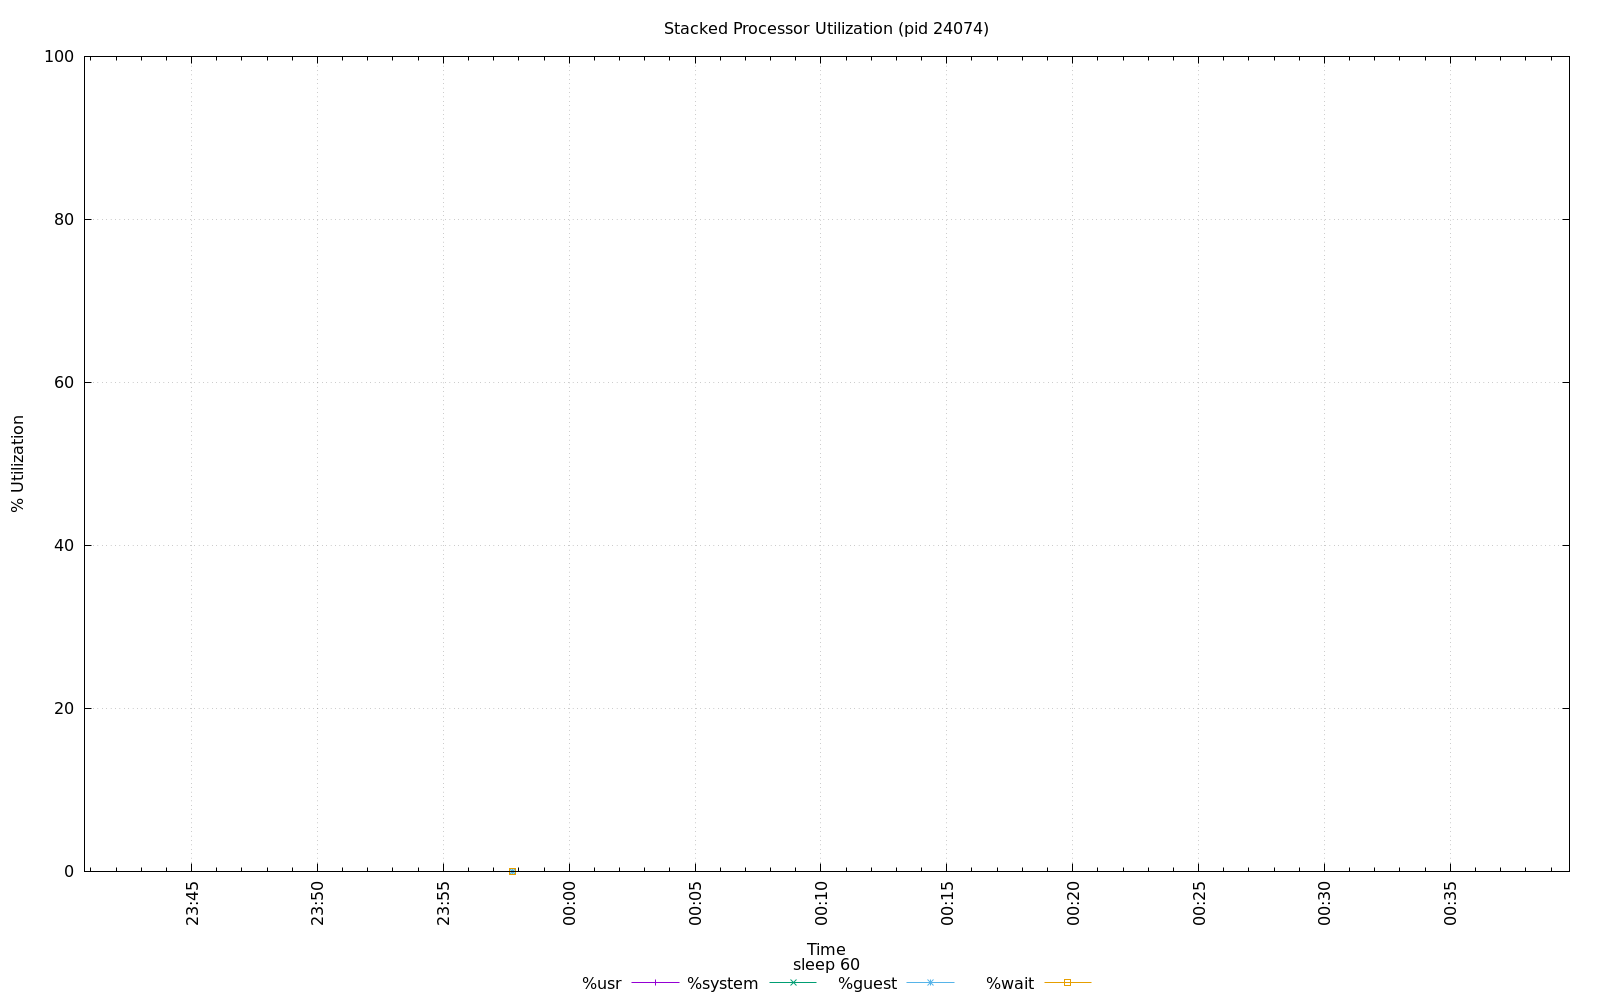 Stacked Processor Utilization (pid 24074)
100
80
60
40
20
0
% Utilization
23:45 23:50 23:55 00:00 00:05 00:10 00:15 00:20 00:25 00:30 00:35
Time
sleep 60
%usr %system %guest %wait